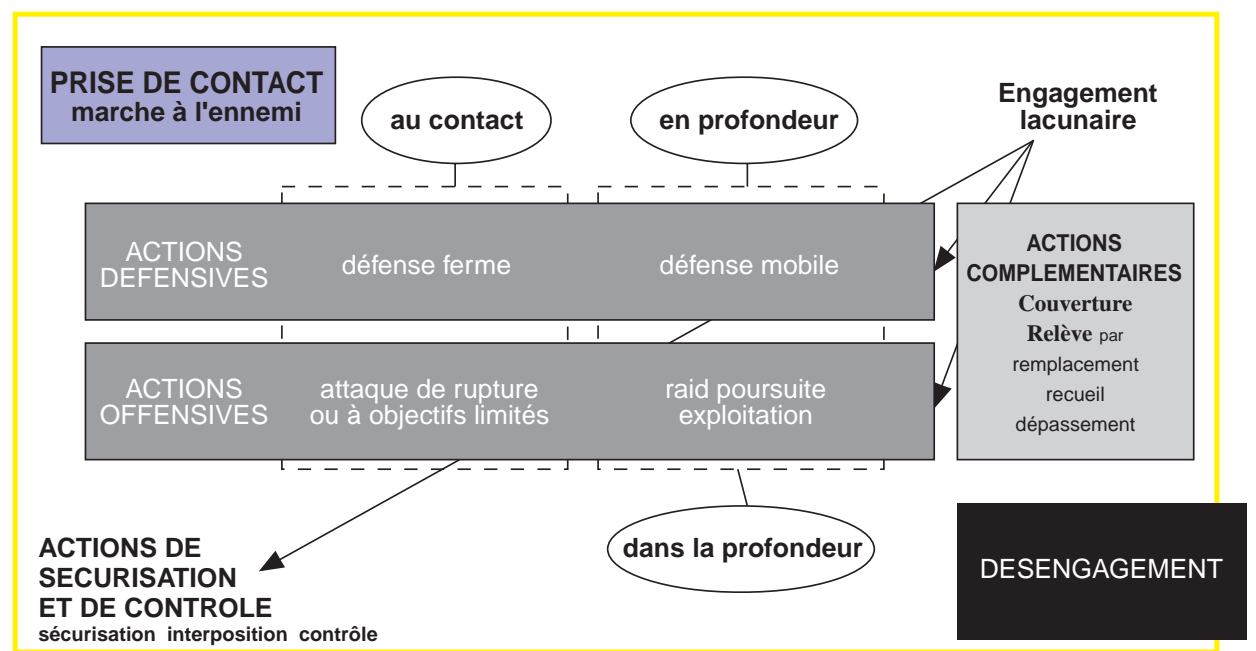 PRISE DE CONTACT
marche à l'ennemi
au contact
en profondeur
Engagement
lacunaire
ACTIONS
DEFENSIVES
défense ferme
défense mobile
ACTIONS
OFFENSIVES
attaque de rupture
ou à objectifs limités
raid poursuite
exploitation
ACTIONS
COMPLEMENTAIRES
Couverture
Relève par
remplacement
recueil
dépassement
dans la profondeur
ACTIONS DE
SECURISATION
ET DE CONTROLE
sécurisation interposition contrôle
DESENGAGEMENT